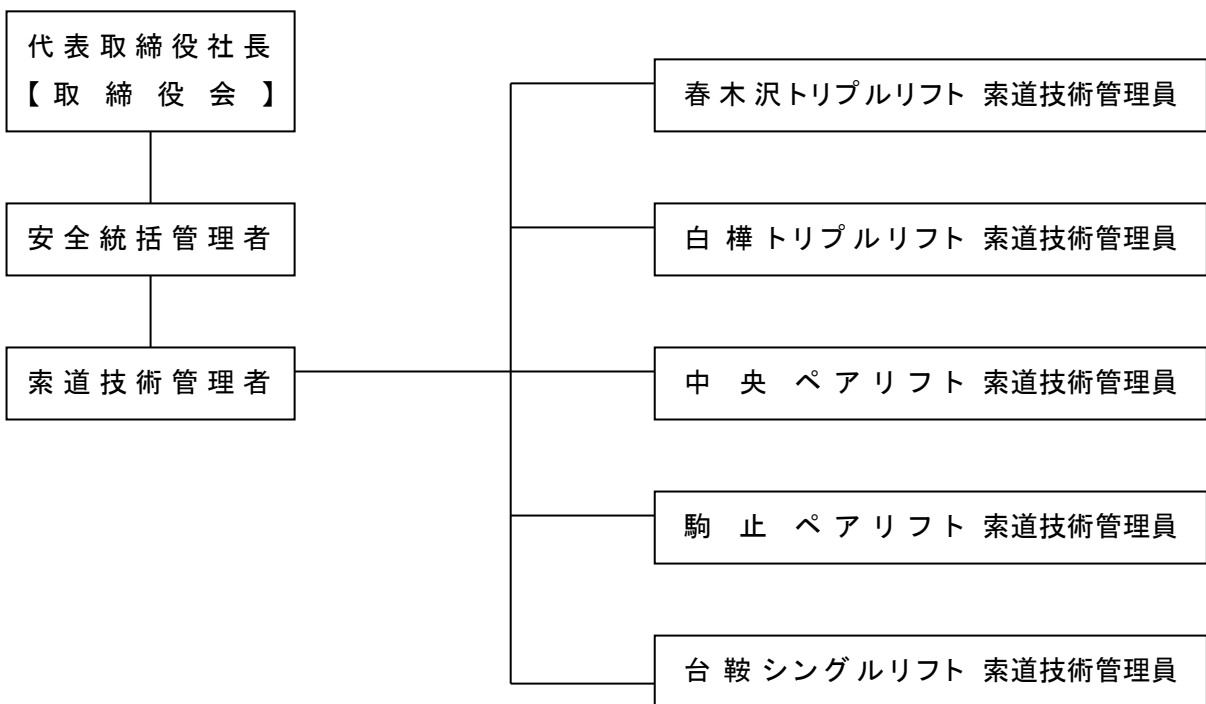 代表取締役社長
【取締役会】
安全統括管理者
索道技術管理者
春木沢トリプルリフト 索道技術管理員
白樺トリプルリフト 索道技術管理員
中央ペアリフト 索道技術管理員
駒止ペアリフト 索道技術管理員
台鞍シングルリフト 索道技術管理員